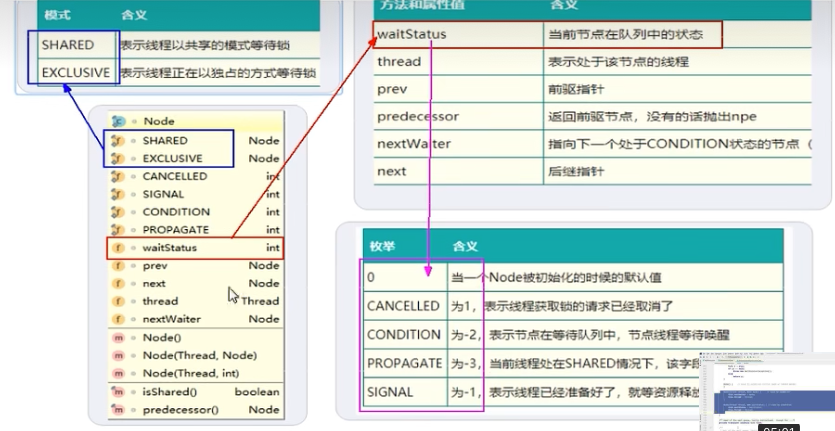 模式 含义
SHARED 表示线程以共享的模式等待锁
EXCLUSIVE 表示线程正在以独占的方式等待锁
方法和属性值 含义
waitStatus 当前节点在队列中的状态
thread 表示处于该节点的线程
prev 前驱指针
predecessor 返回前驱节点，没有的话抛出npe
nextWaiter 指向下一个处于CONDITION状态的节点（
next 后继指针
Node
SHARED Node
EXCLUSIVE Node
CANCELLED int
SIGNAL int
CONDITION int
PROPAGATE int
waitStatus int
prev Node
next Node
thread Thread
nextWaiter Node
Node()
Node(Thread, Node)
Node(Thread, int)
isShared() boolean
predecessor() Node
枚举 含义
0 当一个Node被初始化的时候的默认值
CANCELLED 为1，表示线程获取锁的请求已经取消了
CONDITION 为-2，表示节点在等待队列中，节点线程等待唤醒
PROPAGATE 为-3，当前线程处在SHARED情况下，该字
SIGNAL 为-1，表示线程已经准备好了，就等资源释放